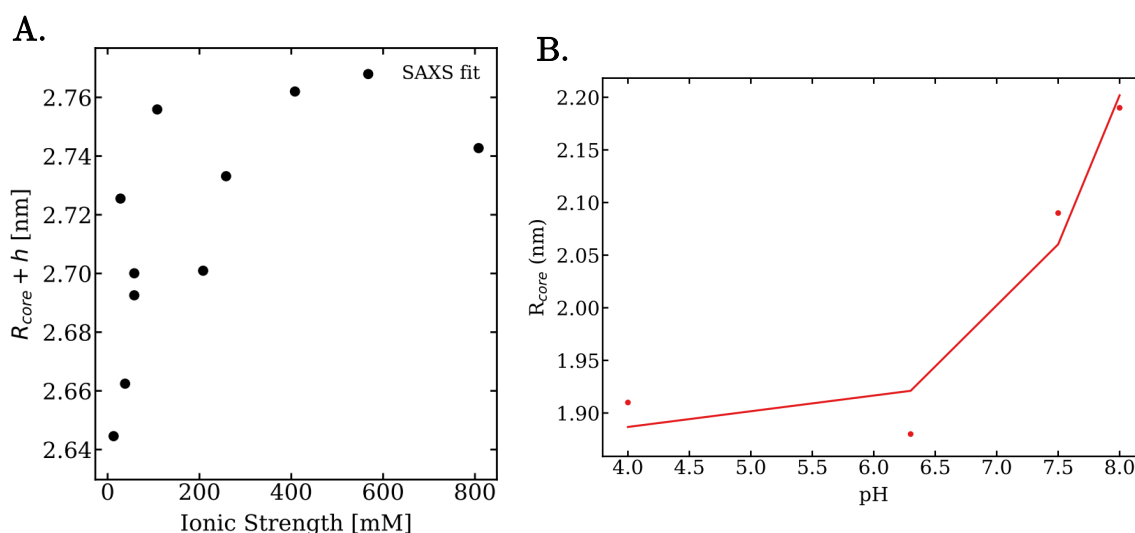 A.
SAXS fit
R_core + h [nm]
2.76
2.74
2.72
2.70
2.68
2.66
2.64
0 200 400 600 800
Ionic Strength [mM]
B.
R_core (nm)
2.20
2.15
2.10
2.05
2.00
1.95
1.90
4.0 4.5 5.0 5.5 6.0 6.5 7.0 7.5 8.0
pH